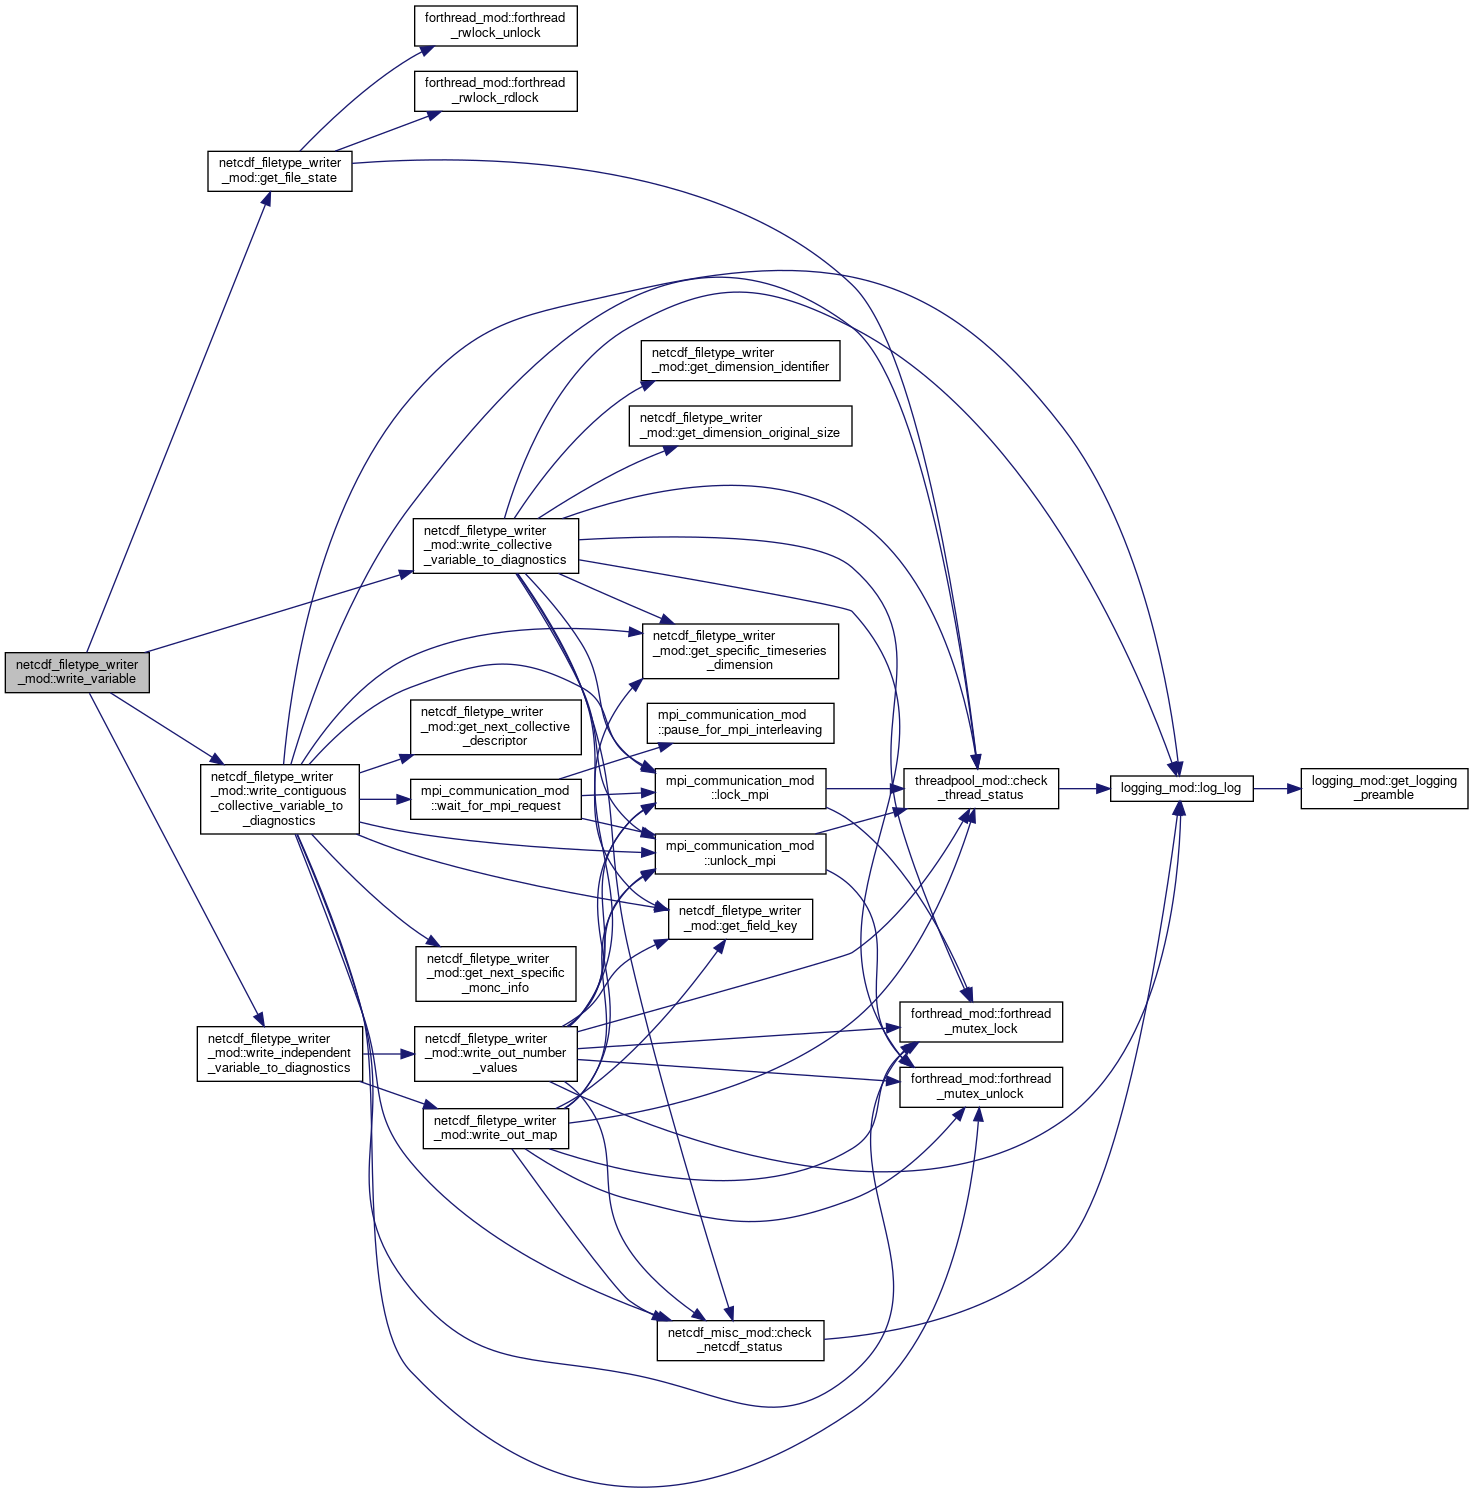 forthread_mod::forthread
_rwlock_unlock
forthread_mod::forthread
_rwlock_rdlock
netcdf_filetype_writer
_mod::get_file_state
netcdf_filetype_writer
_mod::get_dimension_identifier
netcdf_filetype_writer
_mod::get_dimension_original_size
netcdf_filetype_writer
_mod::write_collective
_variable_to_diagnostics
netcdf_filetype_writer
_mod::write_variable
netcdf_filetype_writer
_mod::get_specific_timeseries
_dimension
netcdf_filetype_writer
_mod::get_next_collective
_descriptor
mpi_communication_mod
::pause_for_mpi_interleaving
netcdf_filetype_writer
_mod::write_contiguous
_collective_variable_to
_diagnostics
mpi_communication_mod
::wait_for_mpi_request
mpi_communication_mod
::lock_mpi
threadpool_mod::check
_thread_status
logging_mod::log_log
logging_mod::get_logging
_preamble
mpi_communication_mod
::unlock_mpi
netcdf_filetype_writer
_mod::get_field_key
netcdf_filetype_writer
_mod::get_next_specific
_monc_info
forthread_mod::forthread
_mutex_lock
netcdf_filetype_writer
_mod::write_independent
_variable_to_diagnostics
netcdf_filetype_writer
_mod::write_out_number
_values
forthread_mod::forthread
_mutex_unlock
netcdf_filetype_writer
_mod::write_out_map
netcdf_misc_mod::check
_netcdf_status